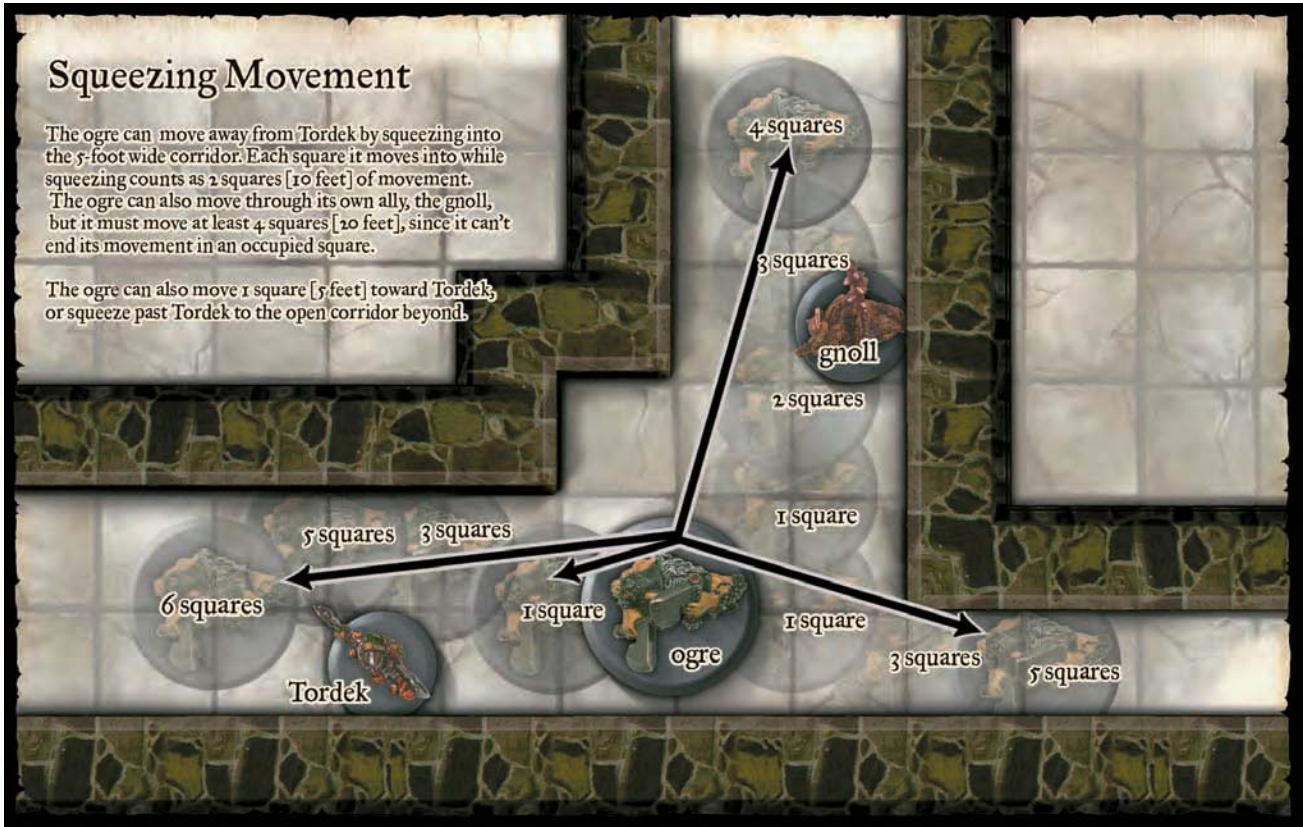 Squeezing Movement
The ogre can move away from Tordek by squeezing into
the 5-foot wide corridor. Each square it moves into while
squeezing counts as 2 squares [10 feet] of movement.
The ogre can also move through its own ally, the gnoll,
but it must move at least 4 squares [20 feet], since it can't
end its movement in an occupied square.
The ogre can also move 1 square [5 feet] toward Tordek,
or squeeze past Tordek to the open corridor beyond.
4 squares
3 squares
gnoll
2 squares
1 square
5 squares
3 squares
6 squares
1 square
ogre
1 square
3 squares
5 squares
Tordek